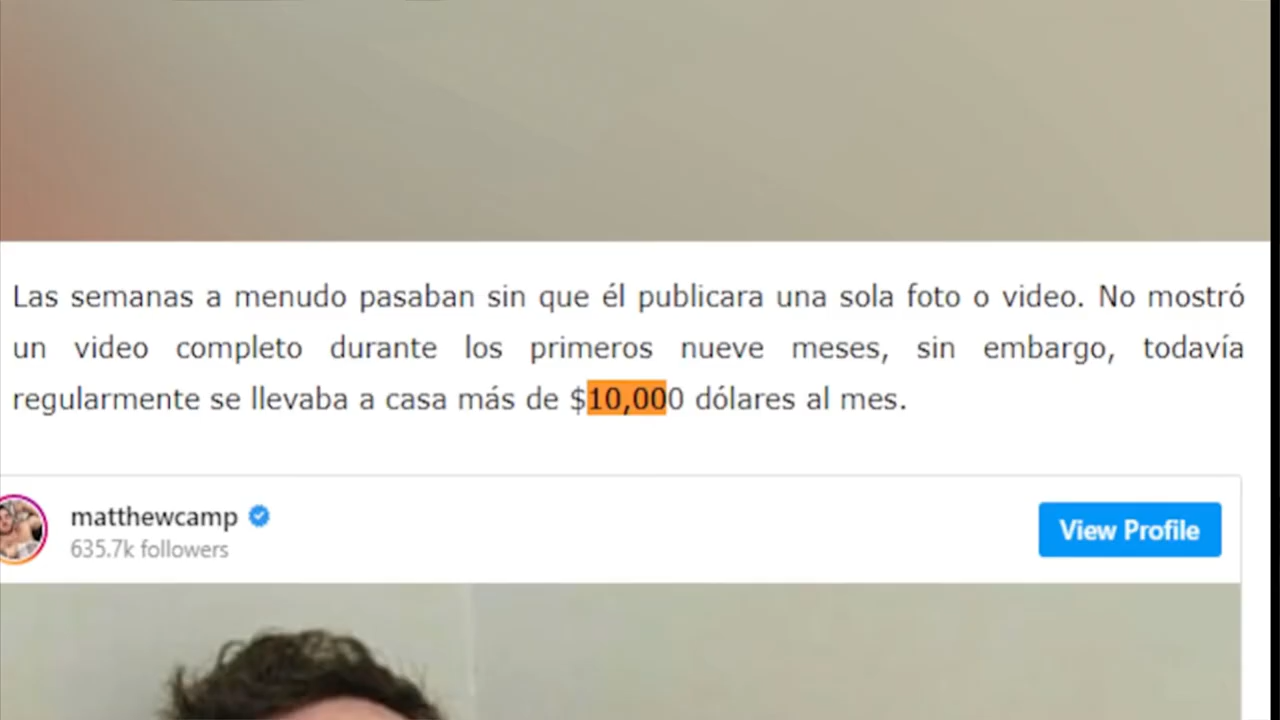 Las semanas a menudo pasaban sin que él publicara una sola foto o video. No mostró
un video completo durante los primeros nueve meses, sin embargo, todavía
regularmente se llevaba a casa más de $10,000 dólares al mes.
matthewcamp
635.7k followers
View Profile